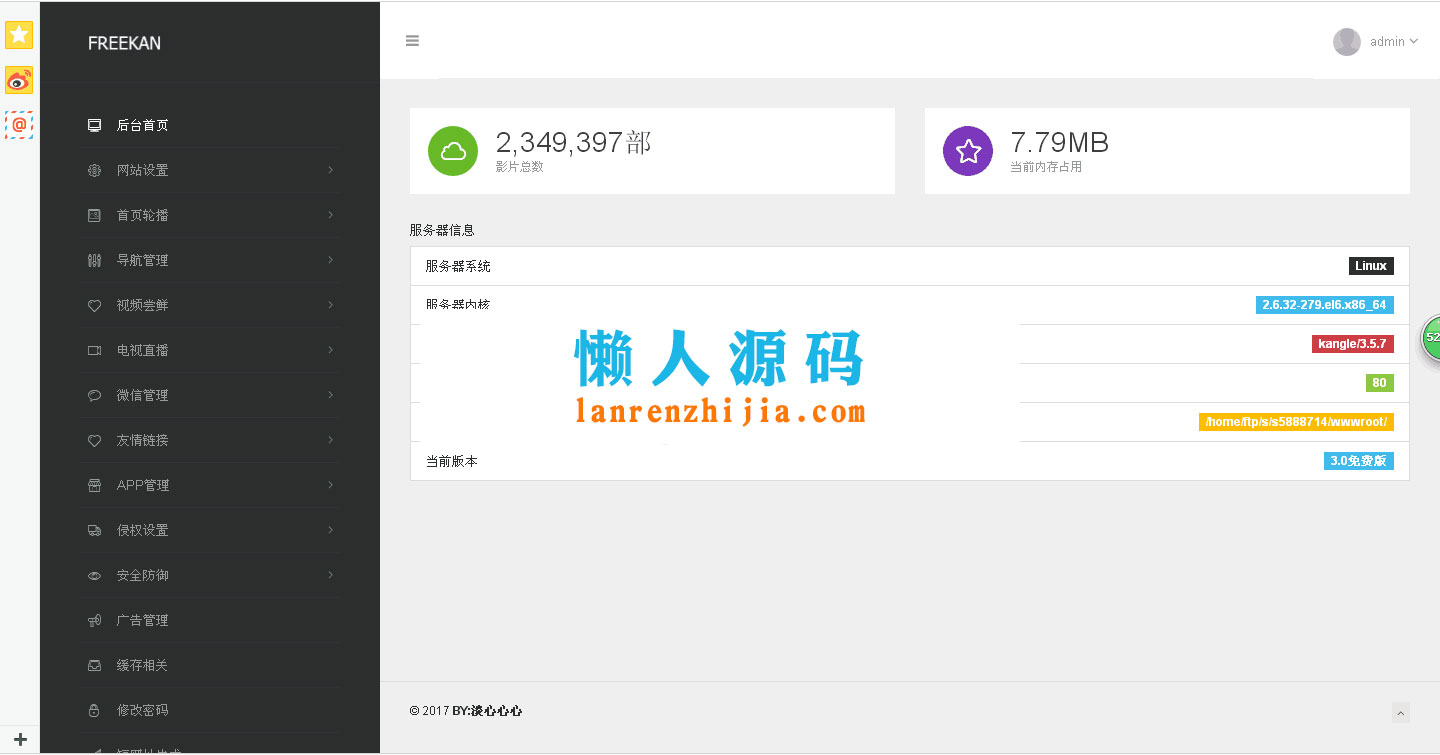 FREEKAN
admin
后台首页
网站设置
首页轮播
导航管理
视频尝鲜
电视直播
微信管理
友情链接
APP管理
侵权设置
安全防御
广告管理
缓存相关
修改密码
2,349,397部
影片总数
7.79MB
当前内存占用
服务器信息
服务器系统 Linux
服务器内核 2.6.32-279.el6.x86_64
kangle/3.5.7
80
/home/ftp/s/s5888714/wwwroot/
当前版本 3.0免费版
懒人源码
lanrenzhijia.com
52
© 2017 BY:淡心心心